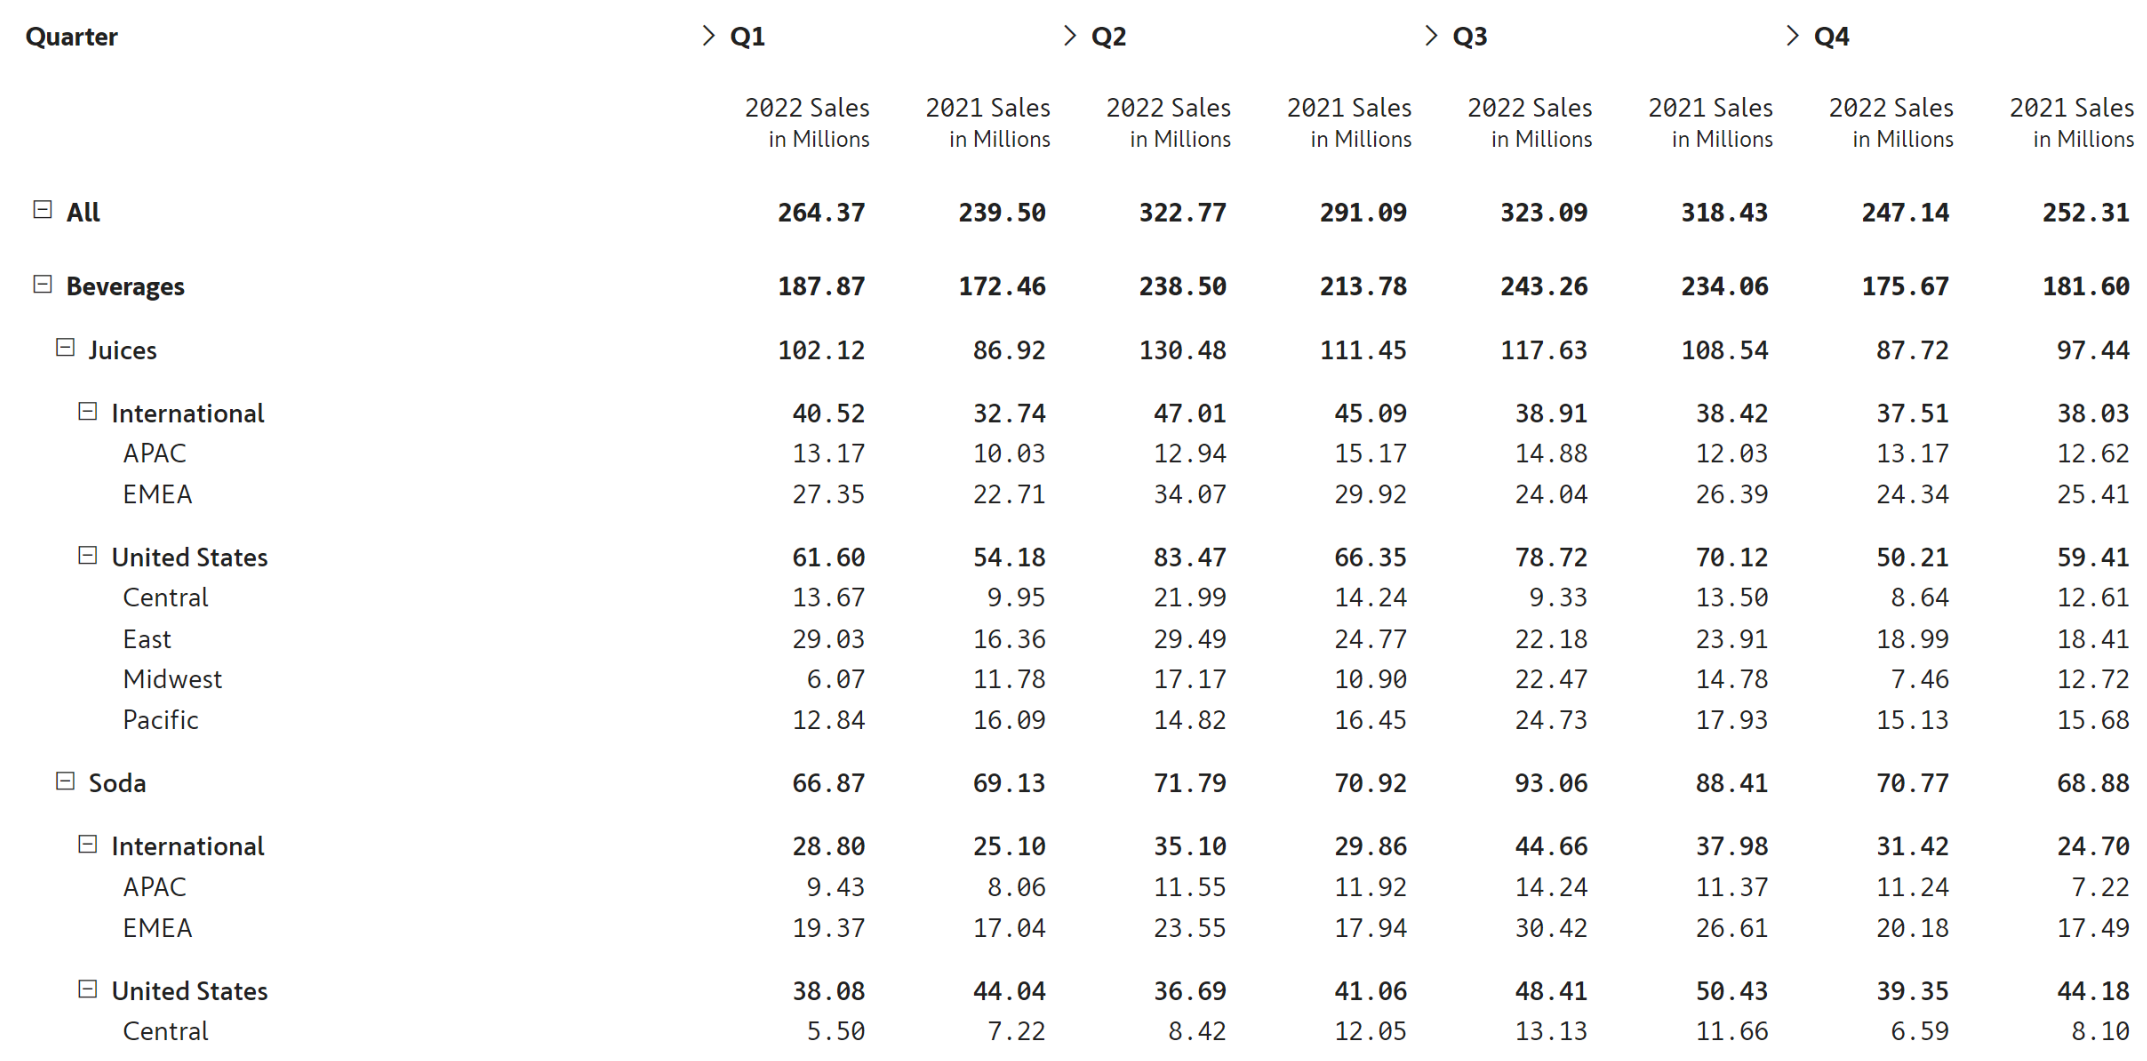 Quarter Q1 Q2 Q3 Q4
2022 Sales 2021 Sales 2022 Sales 2021 Sales 2022 Sales 2021 Sales 2022 Sales 2021 Sales
in Millions in Millions in Millions in Millions in Millions in Millions in Millions in Millions
All 264.37 239.50 322.77 291.09 323.09 318.43 247.14 252.31
Beverages 187.87 172.46 238.50 213.78 243.26 234.06 175.67 181.60
Juices 102.12 86.92 130.48 111.45 117.63 108.54 87.72 97.44
International 40.52 32.74 47.01 45.09 38.91 38.42 37.51 38.03
APAC 13.17 10.03 12.94 15.17 14.88 12.03 13.17 12.62
EMEA 27.35 22.71 34.07 29.92 24.04 26.39 24.34 25.41
United States 61.60 54.18 83.47 66.35 78.72 70.12 50.21 59.41
Central 13.67 9.95 21.99 14.24 9.33 13.50 8.64 12.61
East 29.03 16.36 29.49 24.77 22.18 23.91 18.99 18.41
Midwest 6.07 11.78 17.17 10.90 22.47 14.78 7.46 12.72
Pacific 12.84 16.09 14.82 16.45 24.73 17.93 15.13 15.68
Soda 66.87 69.13 71.79 70.92 93.06 88.41 70.77 68.88
International 28.80 25.10 35.10 29.86 44.66 37.98 31.42 24.70
APAC 9.43 8.06 11.55 11.92 14.24 11.37 11.24 7.22
EMEA 19.37 17.04 23.55 17.94 30.42 26.61 20.18 17.49
United States 38.08 44.04 36.69 41.06 48.41 50.43 39.35 44.18
Central 5.50 7.22 8.42 12.05 13.13 11.66 6.59 8.10